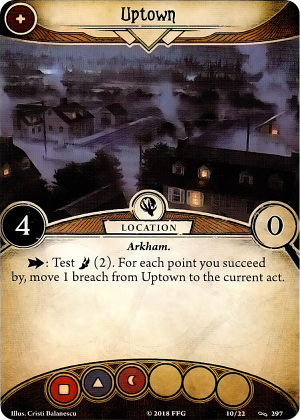 Uptown
4
LOCATION
0
Arkham.
: Test (2). For each point you succeed
by, move 1 breach from Uptown to the current act.
Illus. Cristi Balanescu
© 2018 FFG
10/22
297